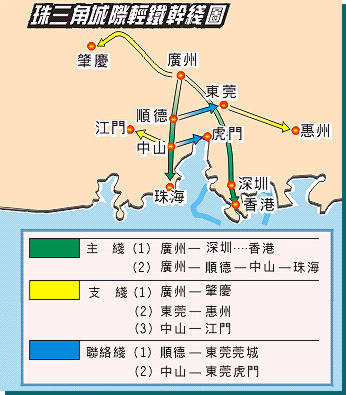 珠三角城際輕鐵幹綫圖
肇慶
廣州
東莞
順德
江門
虎門
惠州
中山
珠海
深圳
香港
主 綫 (1) 廣州 — 深圳····香港
(2) 廣州 — 順德 — 中山 — 珠海
支 綫 (1) 廣州 — 肇慶
(2) 東莞 — 惠州
(3) 中山 — 江門
聯絡綫 (1) 順德 — 東莞莞城
(2) 中山 — 東莞虎門